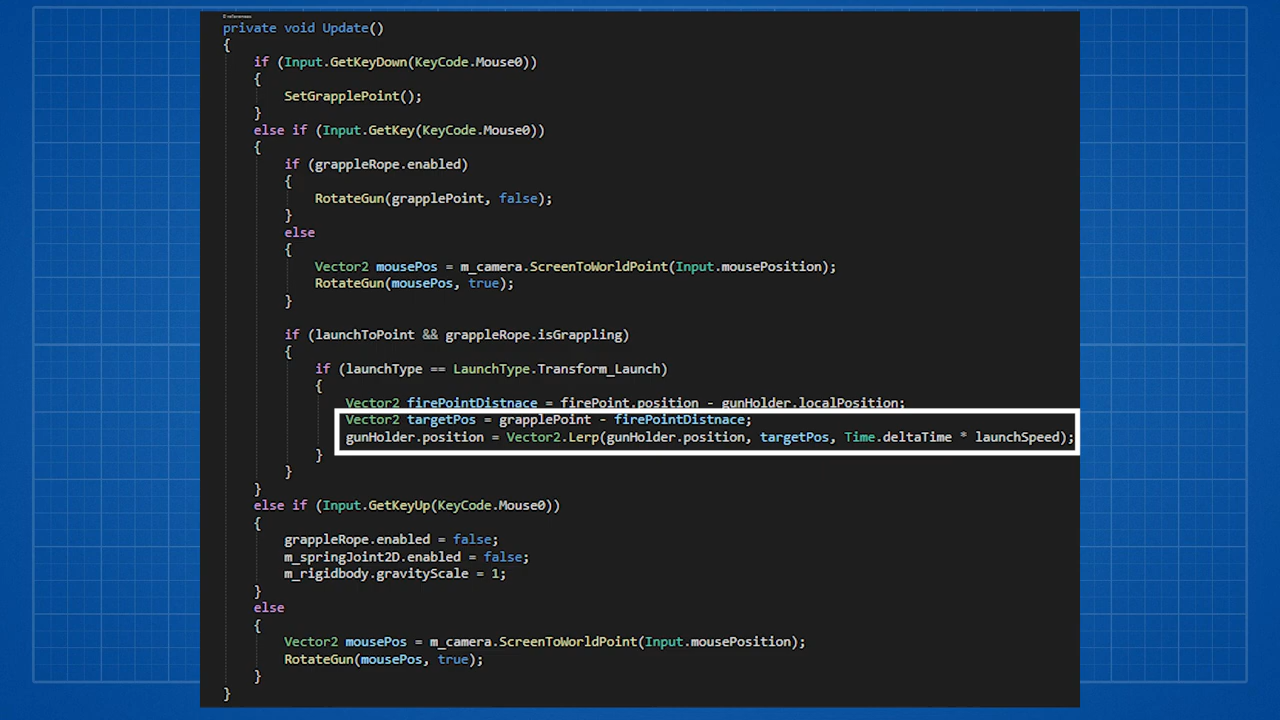 0 references
private void Update()
{
if (Input.GetKeyDown(KeyCode.Mouse0))
{
SetGrapplePoint();
}
else if (Input.GetKey(KeyCode.Mouse0))
{
if (grappleRope.enabled)
{
RotateGun(grapplePoint, false);
}
else
{
Vector2 mousePos = m_camera.ScreenToWorldPoint(Input.mousePosition);
RotateGun(mousePos, true);
}
if (launchToPoint && grappleRope.isGrappling)
{
if (launchType == LaunchType.Transform_Launch)
{
Vector2 firePointDistnace = firePoint.position - gunHolder.localPosition;
Vector2 targetPos = grapplePoint - firePointDistnace;
gunHolder.position = Vector2.Lerp(gunHolder.position, targetPos, Time.deltaTime * launchSpeed);
}
}
}
else if (Input.GetKeyUp(KeyCode.Mouse0))
{
grappleRope.enabled = false;
m_springJoint2D.enabled = false;
m_rigidbody.gravityScale = 1;
}
else
{
Vector2 mousePos = m_camera.ScreenToWorldPoint(Input.mousePosition);
RotateGun(mousePos, true);
}
}